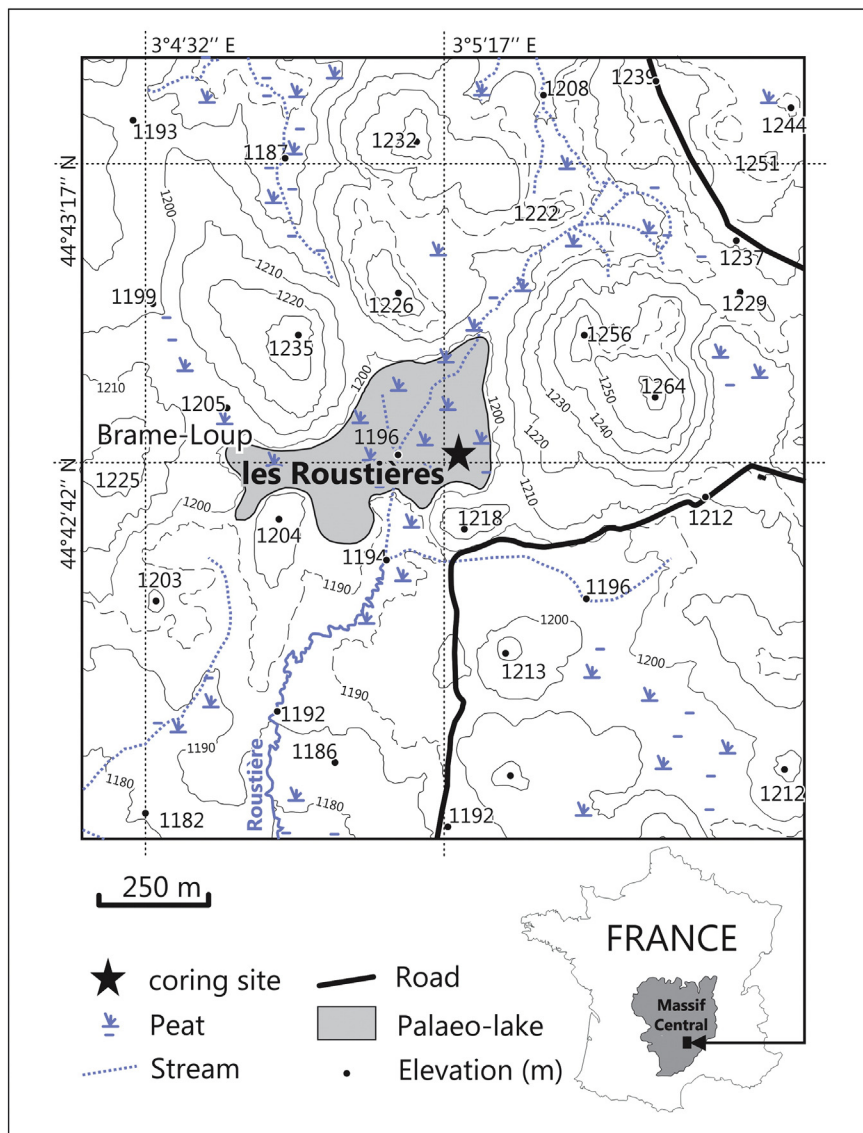 3°4'32'' E
3°5'17'' E
1239
1208
1244
1193
1232
1187
1251
44°43'17'' N
1200
1222
1237
1210
1199
1220
1226
1229
1235
1256
1200
1210
1250
1264
1205
1200
1230
1240
Brame-Loup
1196
1220
les Roustières
1225
44°42'42'' N
1210
1200
1218
1212
1204
1194
1190
1203
1196
1200
1213
1200
1190
1192
1190
1186
Roustière
1180
1180
1212
1182
1192
250 m
FRANCE
coring site
Road
Massif
Central
Peat
Palaeo-lake
Stream
Elevation (m)